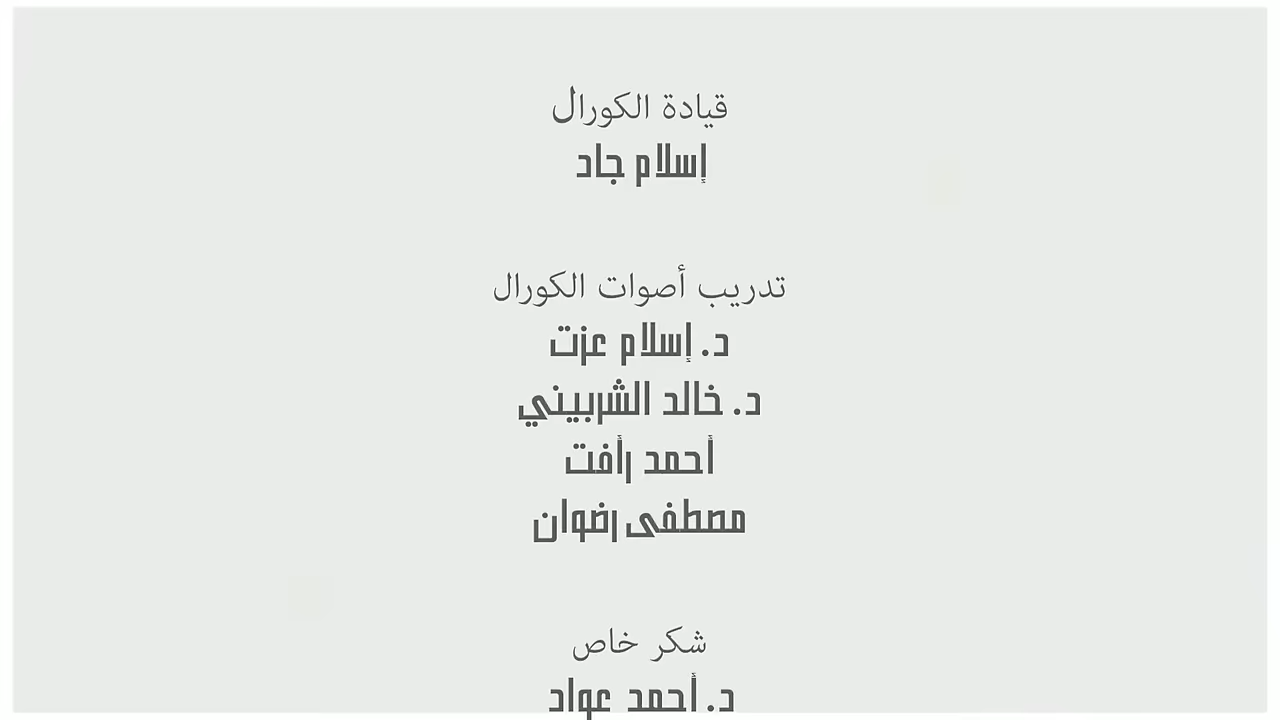 قيادة الكورال
إسلام جاد
تدريب أصوات الكورال
د. إسلام عزت
د. خالد الشربيني
أحمد رأفت
مصطفى رضوان
شكر خاص
د. أحمد عواد